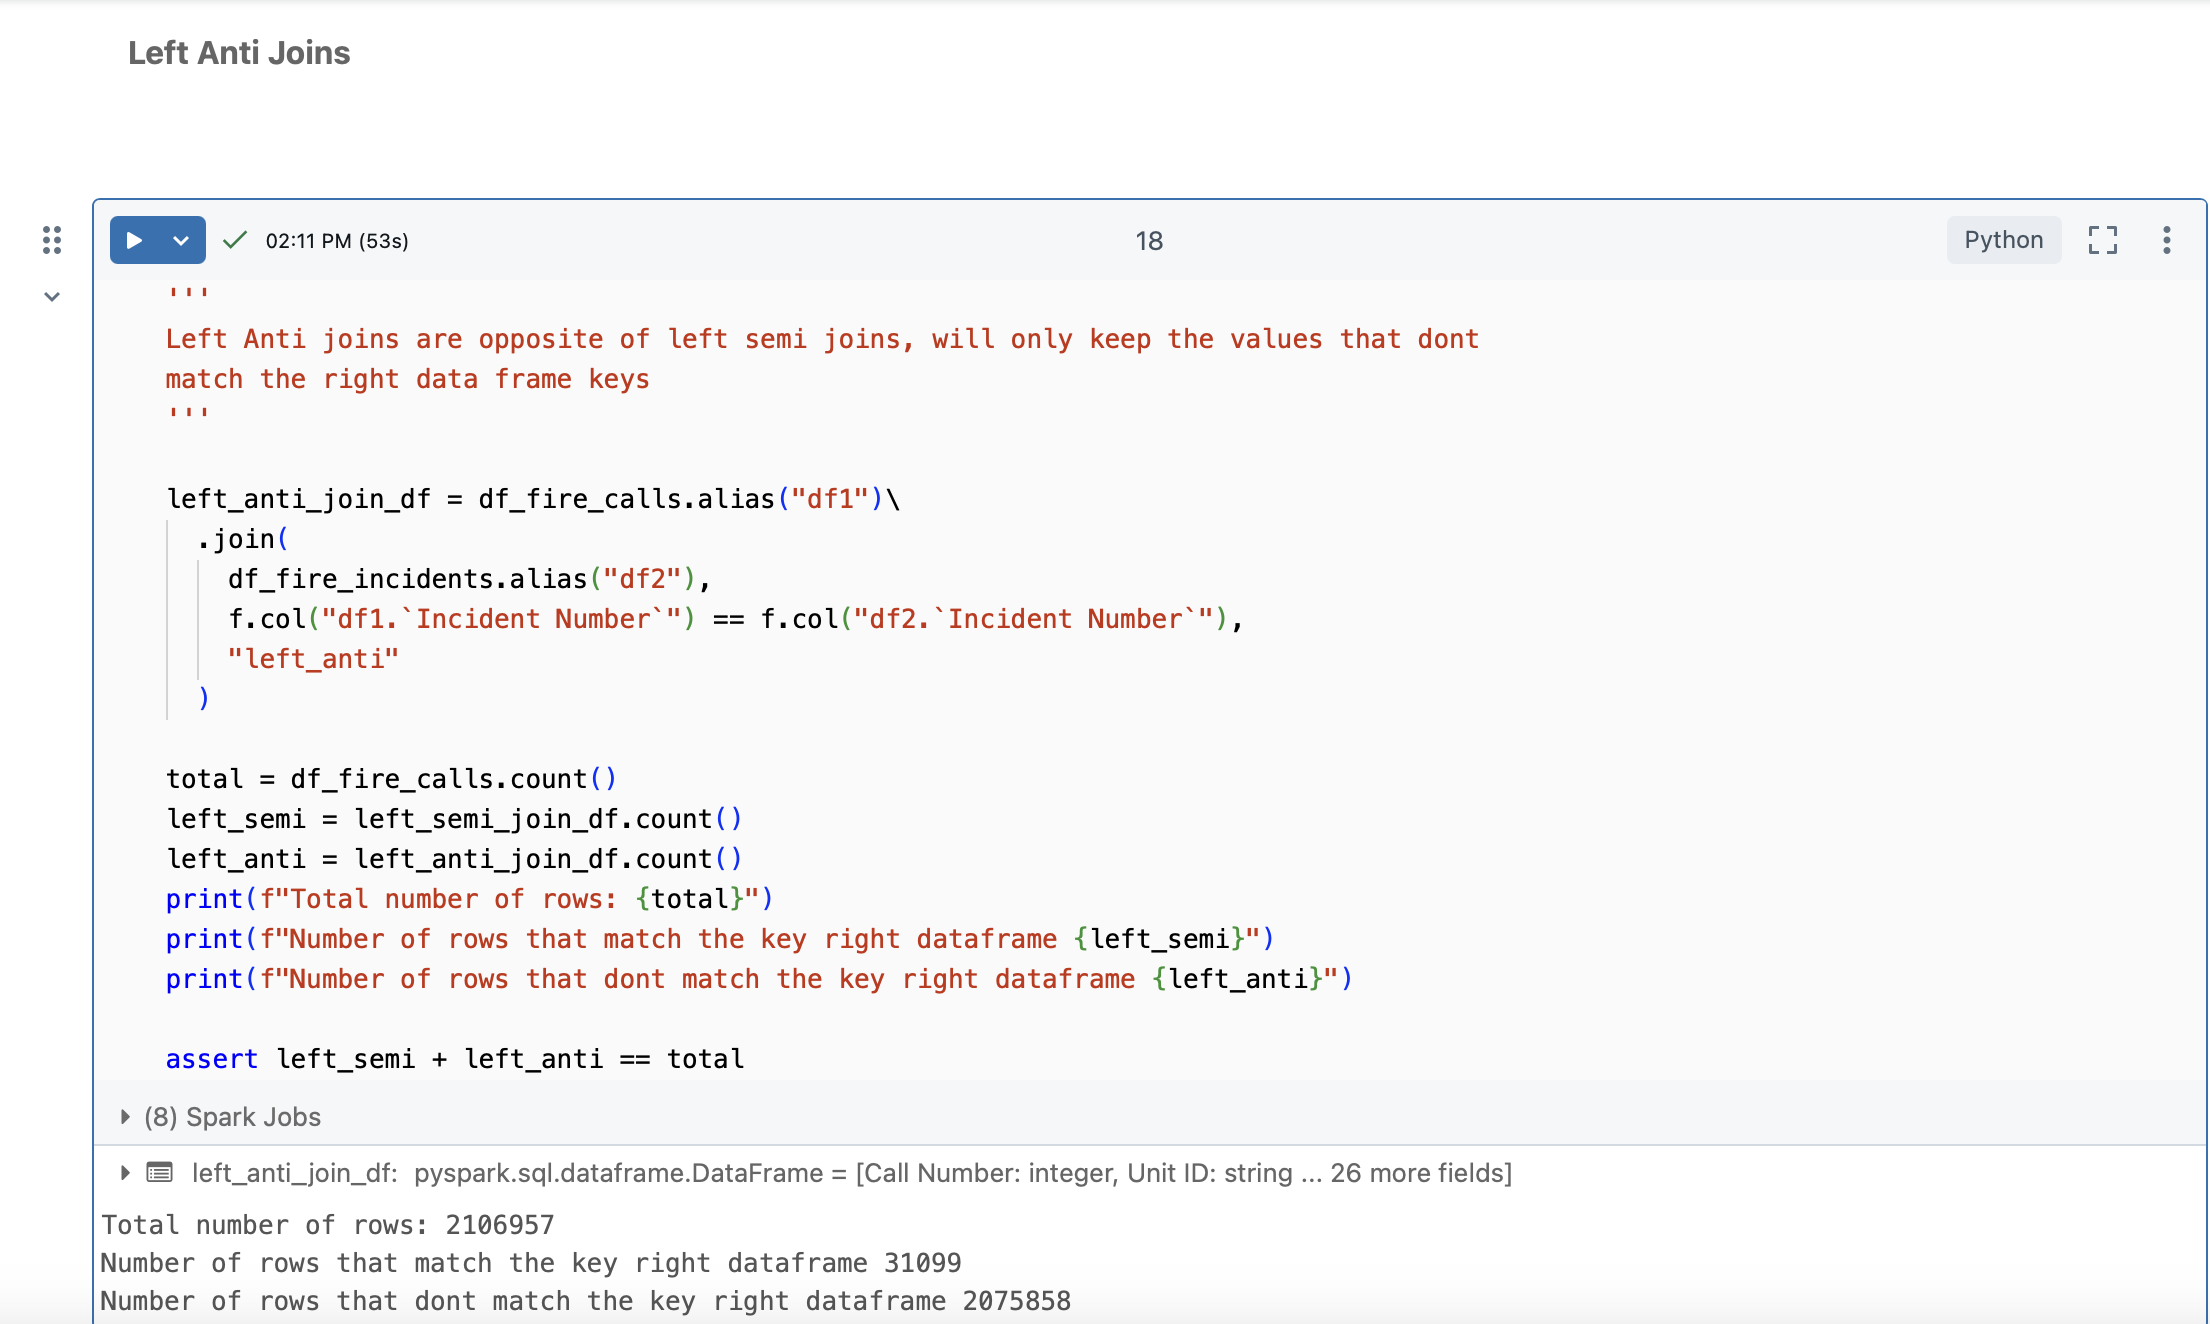 Left Anti Joins
02:11 PM (53s)
18
Python
'''
Left Anti joins are opposite of left semi joins, will only keep the values that dont
match the right data frame keys
'''
left_anti_join_df = df_fire_calls.alias("df1")\
.join(
df_fire_incidents.alias("df2"),
f.col("df1.`Incident Number`") == f.col("df2.`Incident Number`"),
"left_anti"
)
total = df_fire_calls.count()
left_semi = left_semi_join_df.count()
left_anti = left_anti_join_df.count()
print(f"Total number of rows: {total}")
print(f"Number of rows that match the key right dataframe {left_semi}")
print(f"Number of rows that dont match the key right dataframe {left_anti}")
assert left_semi + left_anti == total
(8) Spark Jobs
left_anti_join_df: pyspark.sql.dataframe.DataFrame = [Call Number: integer, Unit ID: string ... 26 more fields]
Total number of rows: 2106957
Number of rows that match the key right dataframe 31099
Number of rows that dont match the key right dataframe 2075858